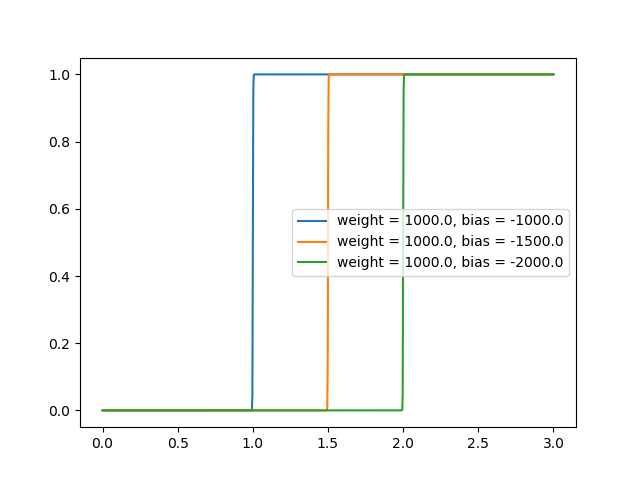 1.0
0.8
0.6
0.4
0.2
0.0
weight = 1000.0, bias = -1000.0
weight = 1000.0, bias = -1500.0
weight = 1000.0, bias = -2000.0
0.0 0.5 1.0 1.5 2.0 2.5 3.0